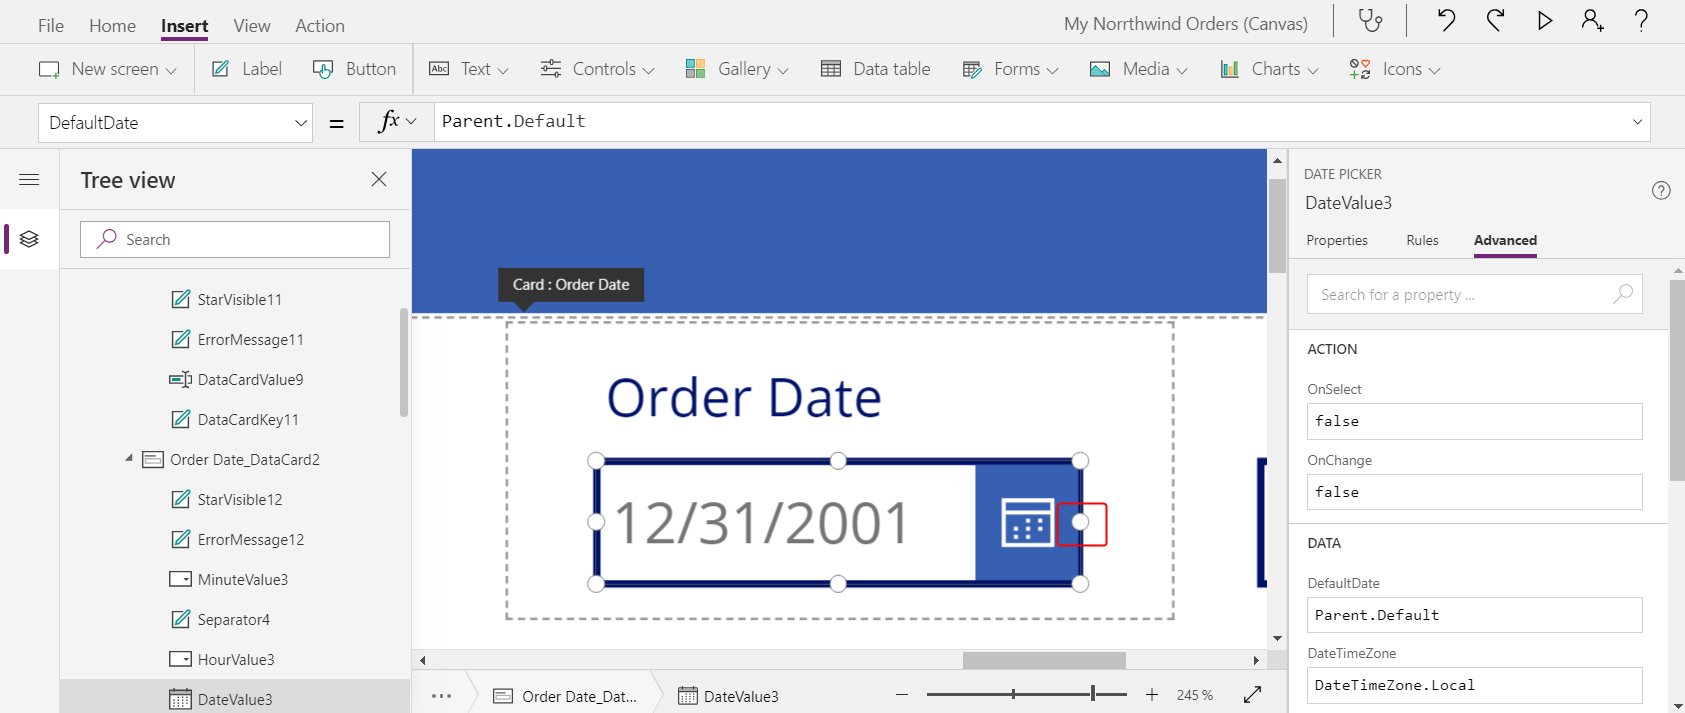 File Home Insert View Action My Norrthwind Orders (Canvas) ?
New screen Label Button Abc Text Controls Gallery Data table Forms Media Charts Icons
DefaultDate = fx Parent.Default
Tree view
Search
StarVisible11
ErrorMessage11
DataCardValue9
DataCardKey11
Order Date_DataCard2
StarVisible12
ErrorMessage12
MinuteValue3
Separator4
HourValue3
DateValue3
Card : Order Date
Order Date
12/31/2001
... Order Date_Dat... DateValue3 245 %
DATE PICKER
DateValue3
?
Properties Rules Advanced
Search for a property ...
ACTION
OnSelect
false
OnChange
false
DATA
DefaultDate
Parent.Default
DateTimeZone
DateTimeZone.Local